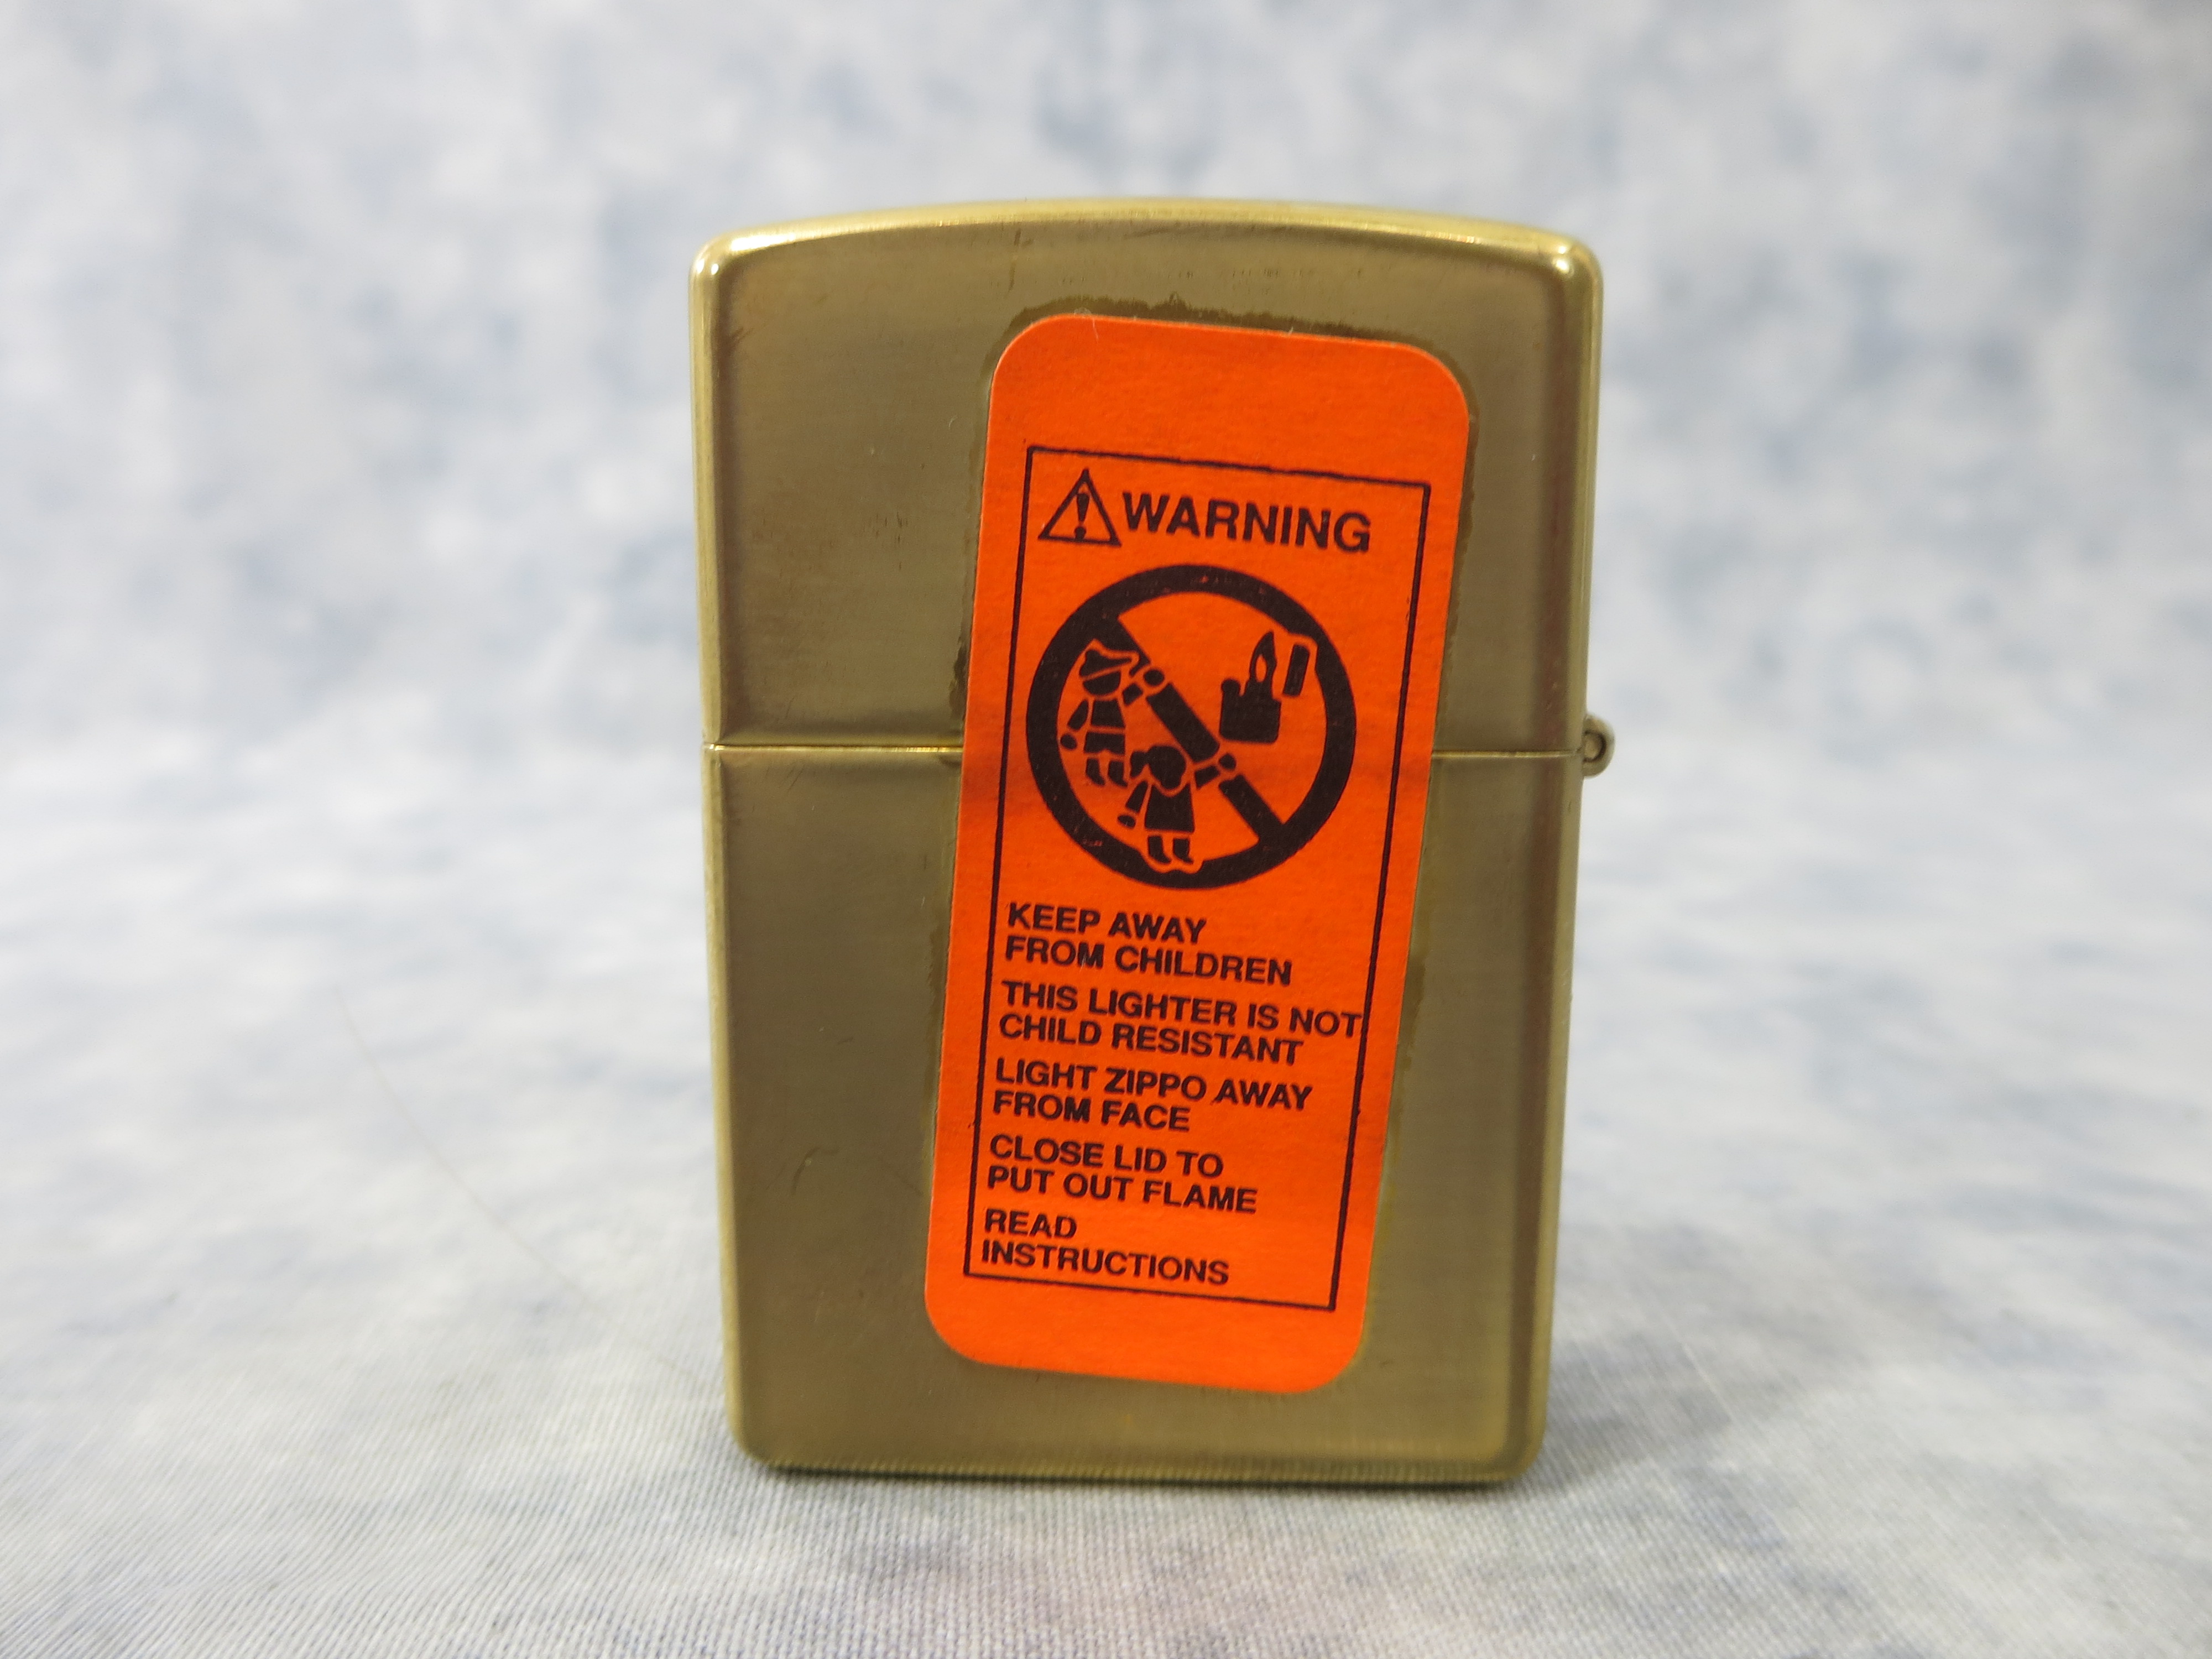 WARNING
KEEP AWAY
FROM CHILDREN
THIS LIGHTER IS NOT
CHILD RESISTANT
LIGHT ZIPPO AWAY
FROM FACE
CLOSE LID TO
PUT OUT FLAME
READ
INSTRUCTIONS